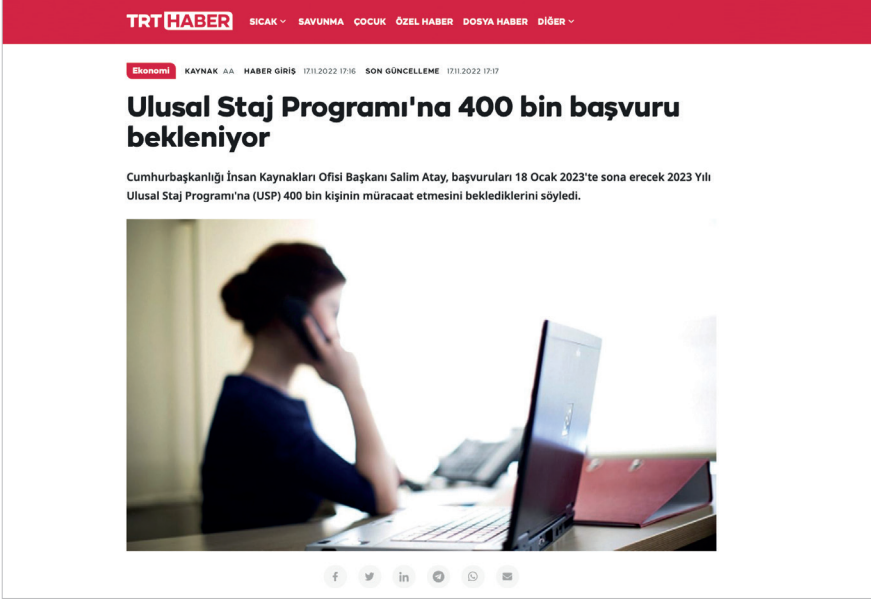 TRT HABER SICAK SAVUNMA ÇOCUK ÖZEL HABER DOSYA HABER DİĞER
Ekonomi KAYNAK AA HABER GİRİŞ 17.11.2022 17:16 SON GÜNCELLEME 17.11.2022 17:17
Ulusal Staj Programı'na 400 bin başvuru
bekleniyor
Cumhurbaşkanlığı İnsan Kaynakları Ofisi Başkanı Salim Atay, başvuruları 18 Ocak 2023'te sona erecek 2023 Yılı
Ulusal Staj Programı'na (USP) 400 bin kişinin müracaat etmesini beklediklerini söyledi.